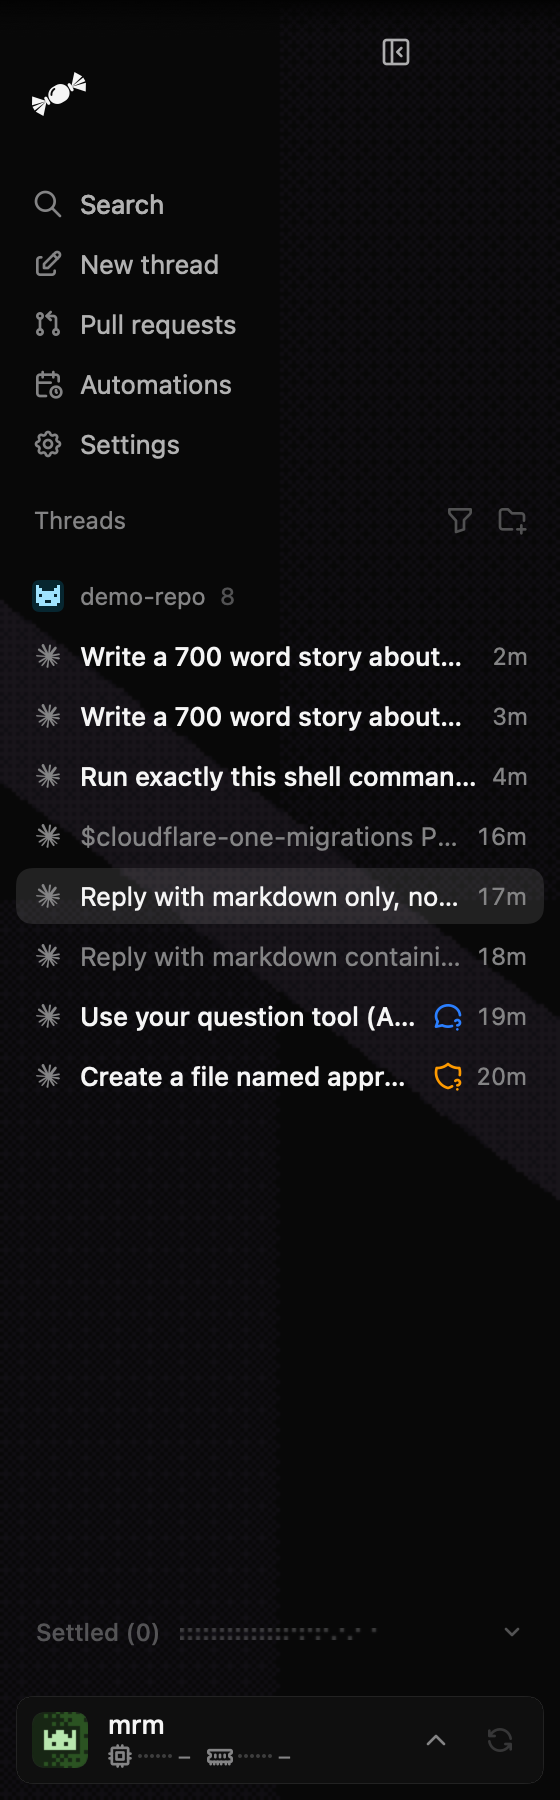 Search
New thread
Pull requests
Automations
Settings
Threads
demo-repo 8
Write a 700 word story about... 2m
Write a 700 word story about... 3m
Run exactly this shell comman... 4m
$cloudflare-one-migrations P... 16m
Reply with markdown only, no... 17m
Reply with markdown containi... 18m
Use your question tool (A... 19m
Create a file named appr... 20m
Settled (0)
mrm
– –